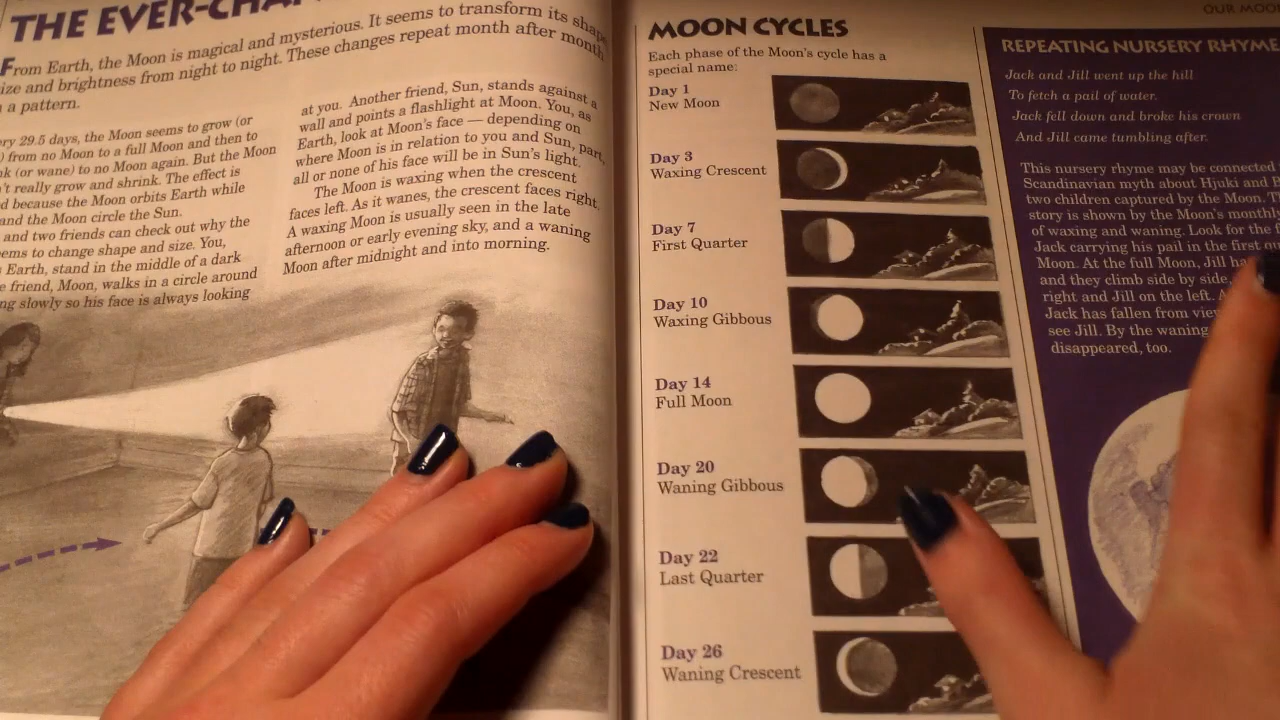 THE EVER-CHAN
From Earth, the Moon is magical and mysterious. It seems to transform its shape
ize and brightness from night to night. These changes repeat month after month
a pattern.
ry 29.5 days, the Moon seems to grow (or
) from no Moon to a full Moon and then to
k (or wane) to no Moon again. But the Moon
't really grow and shrink. The effect is
d because the Moon orbits Earth while
and the Moon circle the Sun.
and two friends can check out why the
ems to change shape and size. You,
Earth, stand in the middle of a dark
e friend, Moon, walks in a circle around
ng slowly so his face is always looking
at you. Another friend, Sun, stands against a
wall and points a flashlight at Moon. You, as
Earth, look at Moon's face — depending on
where Moon is in relation to you and Sun, part,
all or none of his face will be in Sun's light.
The Moon is waxing when the crescent
faces left. As it wanes, the crescent faces right.
A waxing Moon is usually seen in the late
afternoon or early evening sky, and a waning
Moon after midnight and into morning.
OUR MOO
MOON CYCLES
Each phase of the Moon's cycle has a
special name:
Day 1
New Moon
Day 3
Waxing Crescent
Day 7
First Quarter
Day 10
Waxing Gibbous
Day 14
Full Moon
Day 20
Waning Gibbous
Day 22
Last Quarter
Day 26
Waning Crescent
REPEATING NURSERY RHYME
Jack and Jill went up the hill
To fetch a pail of water.
Jack fell down and broke his crown
And Jill came tumbling after.
This nursery rhyme may be connected
Scandinavian myth about Hjuki and B
two children captured by the Moon. T
story is shown by the Moon's monthly
of waxing and waning. Look for the f
Jack carrying his pail in the first qu
Moon. At the full Moon, Jill ha
and they climb side by side,
right and Jill on the left. A
Jack has fallen from view
see Jill. By the waning
disappeared, too.